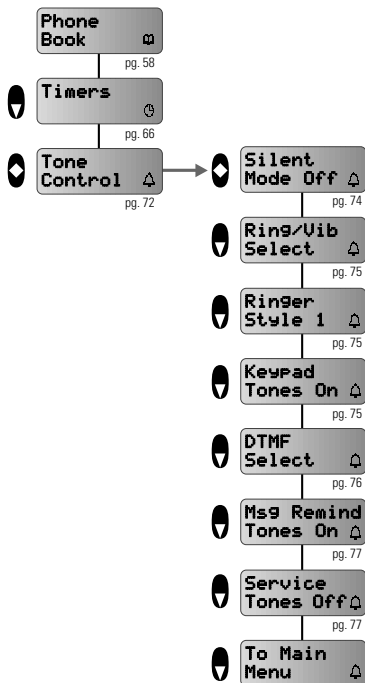 Phone
Book
pg. 58
Timers
pg. 66
Tone
Control
pg. 72
Silent
Mode Off
pg. 74
Ring/Vib
Select
pg. 75
Ringer
Style 1
pg. 75
Keypad
Tones On
pg. 75
DTMF
Select
pg. 76
Msg Remind
Tones On
pg. 77
Service
Tones Off
pg. 77
To Main
Menu